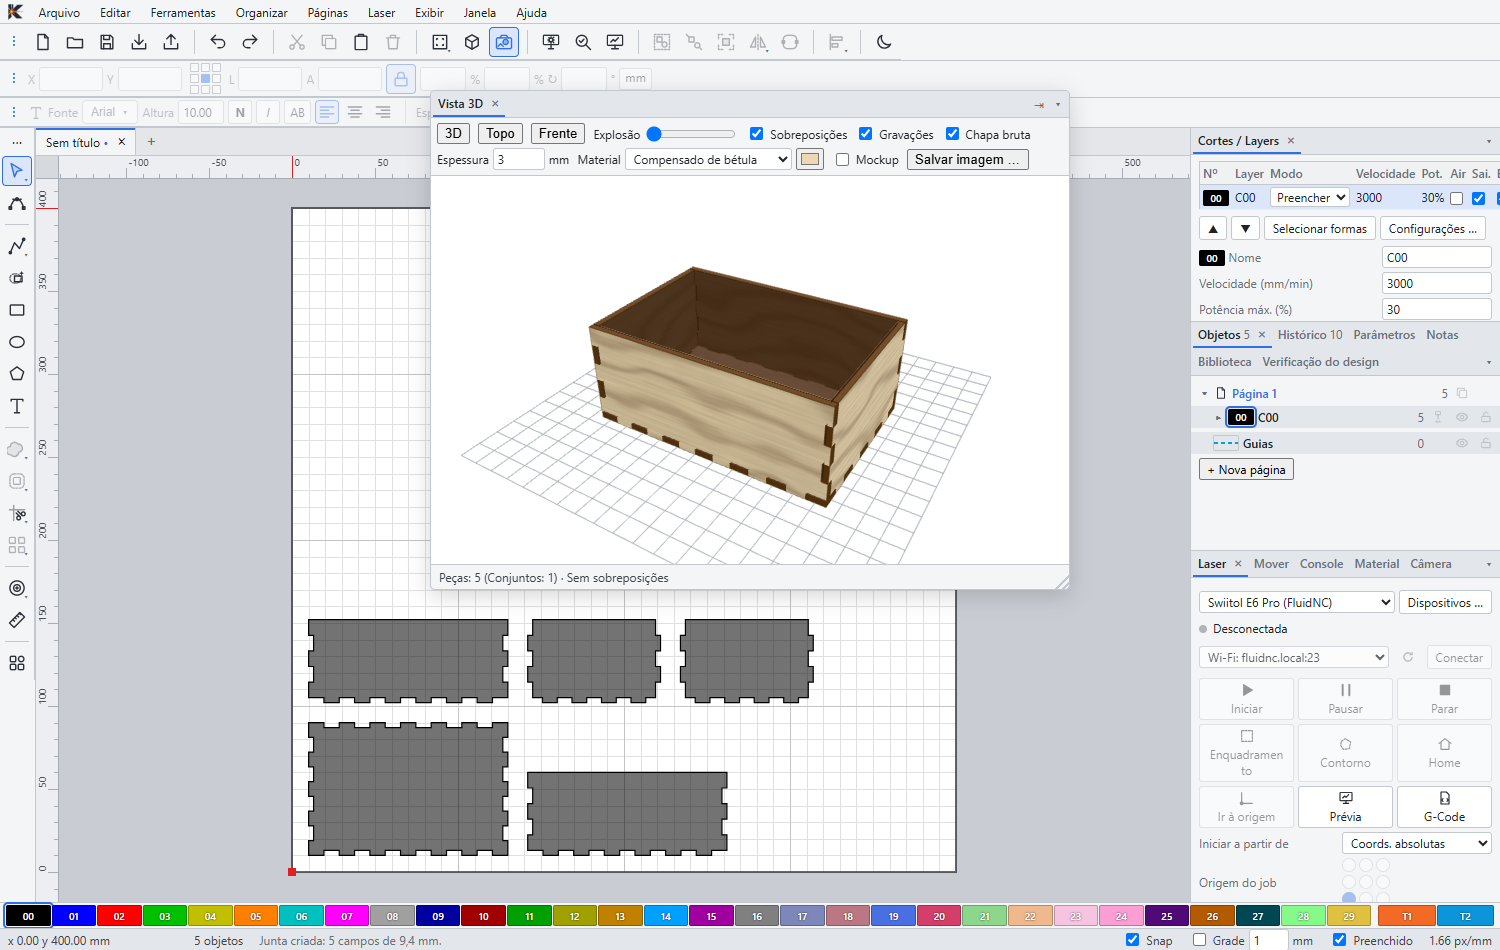 Arquivo Editar Ferramentas Organizar Páginas Laser Exibir Janela Ajuda
X Y L A % % ° mm
Fonte Arial Altura 10.00 N I AB Esp
Sem título • × +
-100 -50 0 50 500
400 350 300 250 200 150 100 50 0
Vista 3D ×
3D Topo Frente Explosão Sobreposições Gravações Chapa bruta
Espessura 3 mm Material Compensado de bétula Mockup Salvar imagem ...
Peças: 5 (Conjuntos: 1) · Sem sobreposições
Cortes / Layers ×
Nº Layer Modo Velocidade Pot. Air Sai. E
00 C00 Preencher 3000 30%
▲ ▼ Selecionar formas Configurações ...
00 Nome C00
Velocidade (mm/min) 3000
Potência máx. (%) 30
Objetos 5 × Histórico 10 Parâmetros Notas
Biblioteca Verificação do design
Página 1 5
00 C00 5
Guias 0
+ Nova página
Laser × Mover Console Material Câmera
Swiitol E6 Pro (FluidNC) Dispositivos ...
Desconectada
Wi-Fi: fluidnc.local:23 Conectar
Iniciar Pausar Parar
Enquadramento Contorno Home
Ir à origem Prévia G-Code
Iniciar a partir de Coords. absolutas
Origem do job
00 01 02 03 04 05 06 07 08 09 10 11 12 13 14 15 16 17 18 19 20 21 22 23 24 25 26 27 28 29 T1 T2
x 0.00 y 400.00 mm 5 objetos Junta criada: 5 campos de 9,4 mm. Snap Grade 1 mm Preenchido 1.66 px/mm